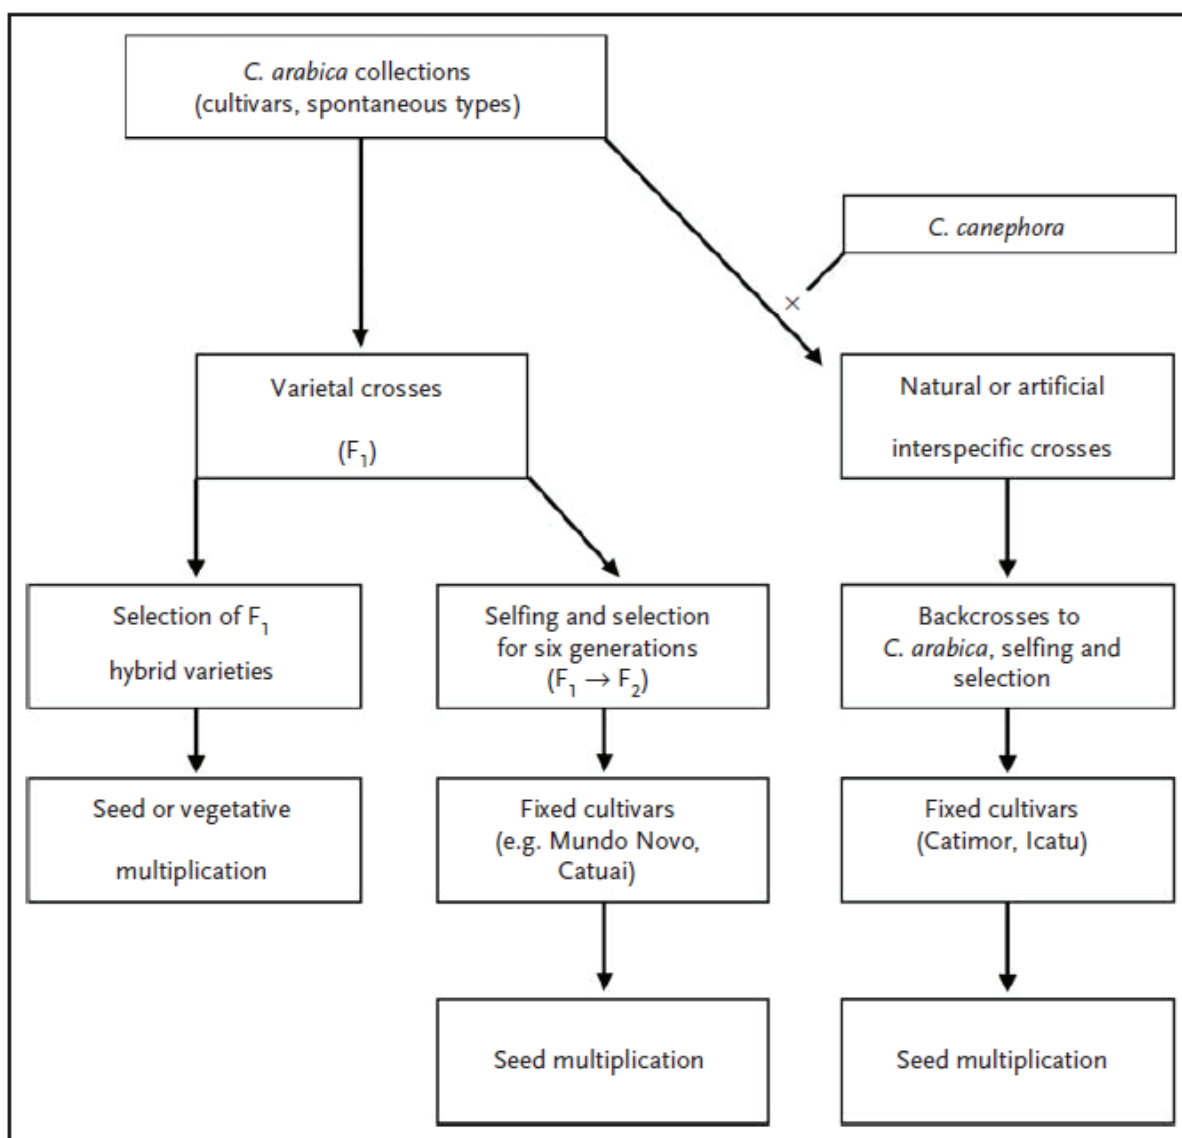 C. arabica collections
(cultivars, spontaneous types)
C. canephora
×
Varietal crosses
(F₁)
Natural or artificial
interspecific crosses
Selection of F₁
hybrid varieties
Selfing and selection
for six generations
(F₁ → F₂)
Backcrosses to
C. arabica, selfing and
selection
Seed or vegetative
multiplication
Fixed cultivars
(e.g. Mundo Novo,
Catuai)
Fixed cultivars
(Catimor, Icatu)
Seed multiplication
Seed multiplication